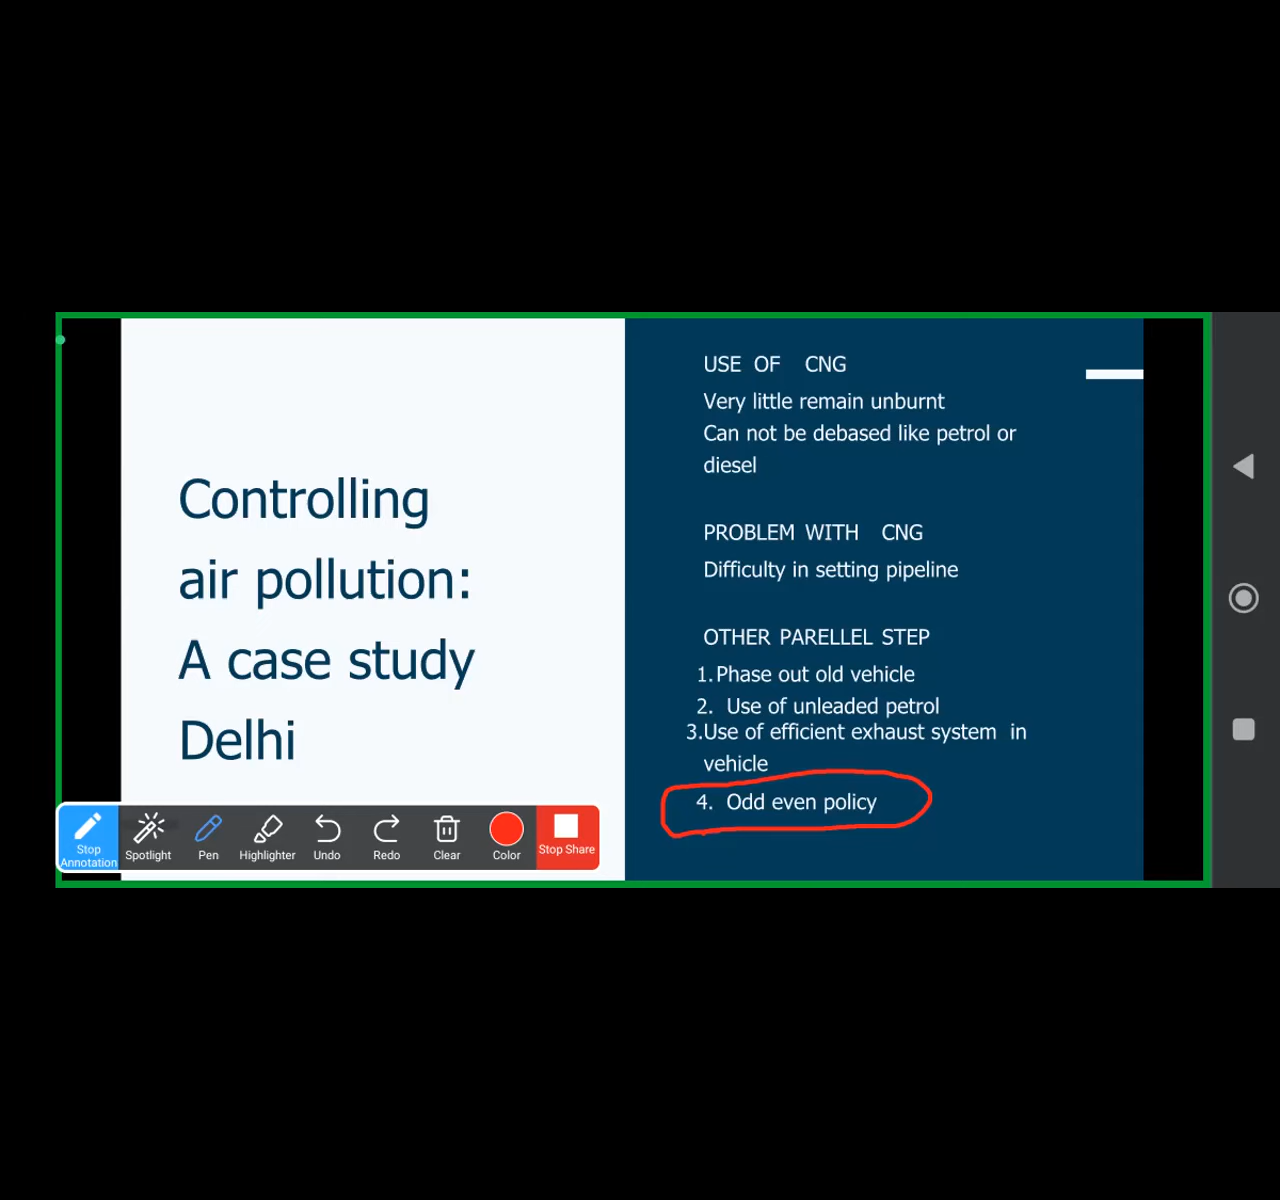 Controlling
air pollution:
A case study
Delhi
USE OF CNG
Very little remain unburnt
Can not be debased like petrol or
diesel
PROBLEM WITH CNG
Difficulty in setting pipeline
OTHER PARELLEL STEP
1. Phase out old vehicle
2. Use of unleaded petrol
3. Use of efficient exhaust system in
vehicle
4. Odd even policy
Stop
Annotation
Spotlight
Pen
Highlighter
Undo
Redo
Clear
Color
Stop Share